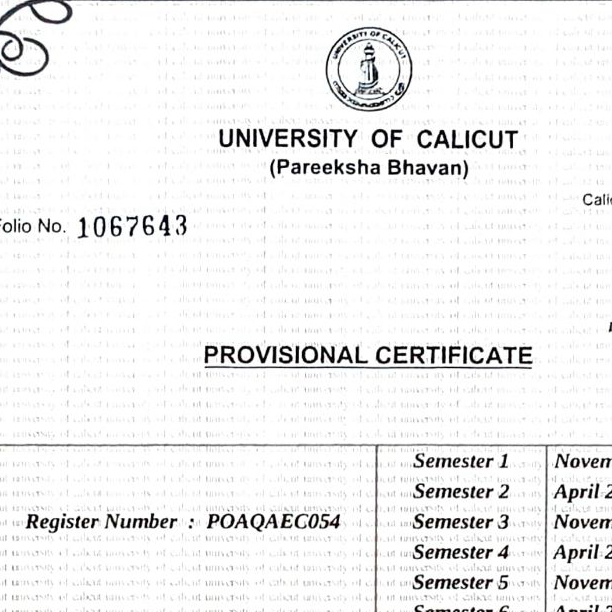 UNIVERSITY OF CALICUT
UNIVERSITY OF CALICUT
(Pareeksha Bhavan)
Folio No. 1067643
PROVISIONAL CERTIFICATE
Semester 1 Novem
Semester 2 April 2
Register Number : POAQAEC054 Semester 3 Novem
Semester 4 April 2
Semester 5 Novem
Semester 6 April 2